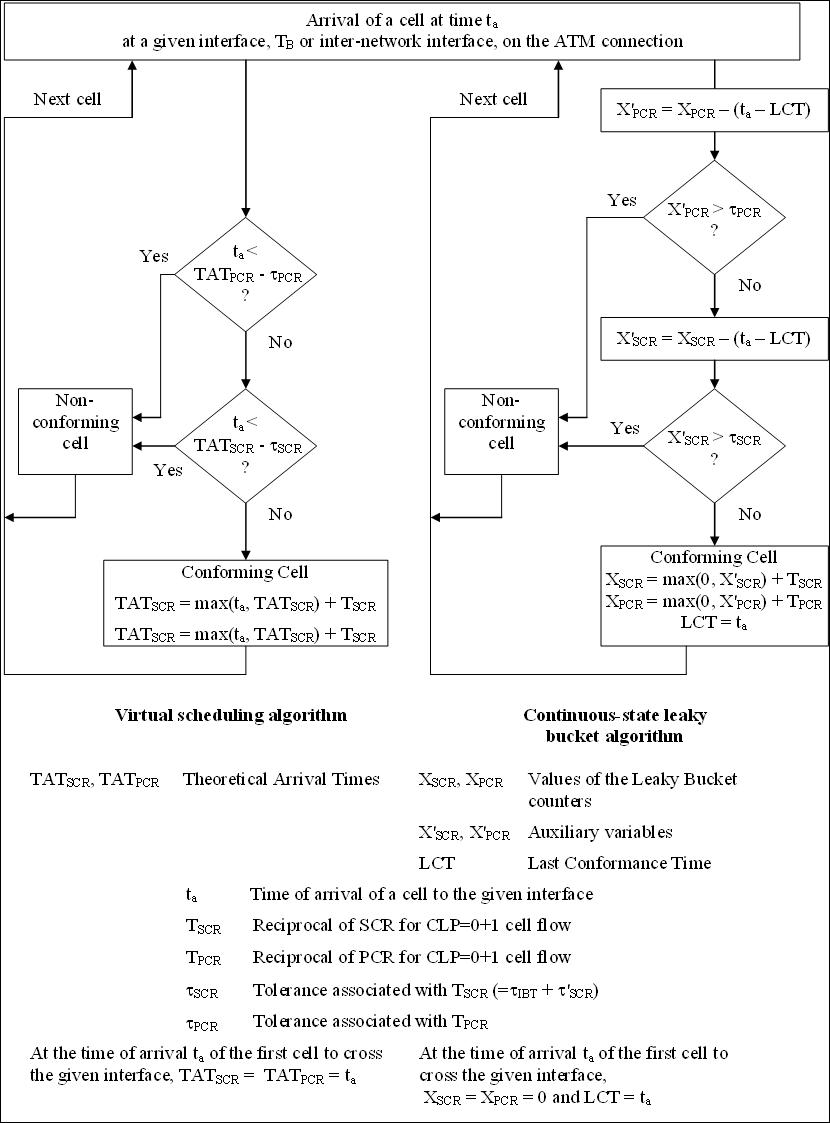 Arrival of a cell at time ta
at a given interface, TB or inter-network interface, on the ATM connection
Next cell
ta <
TATPCR - τPCR
?
Yes
No
Non-
conforming
cell
ta <
TATSCR - τSCR
?
Yes
No
Conforming Cell
TATSCR = max(ta, TATSCR) + TSCR
TATSCR = max(ta, TATSCR) + TSCR
Next cell
X'PCR = XPCR – (ta – LCT)
X'PCR > τPCR
?
Yes
No
X'SCR = XSCR – (ta – LCT)
Non-
conforming
cell
X'SCR > τSCR
?
Yes
No
Conforming Cell
XSCR = max(0, X'SCR) + TSCR
XPCR = max(0, X'PCR) + TPCR
LCT = ta
Virtual scheduling algorithm
Continuous-state leaky
bucket algorithm
TATSCR, TATPCR Theoretical Arrival Times
XSCR, XPCR Values of the Leaky Bucket
counters
X'SCR, X'PCR Auxiliary variables
LCT Last Conformance Time
ta Time of arrival of a cell to the given interface
TSCR Reciprocal of SCR for CLP=0+1 cell flow
TPCR Reciprocal of PCR for CLP=0+1 cell flow
τSCR Tolerance associated with TSCR (=τIBT + τ'SCR)
τPCR Tolerance associated with TPCR
At the time of arrival ta of the first cell to cross
the given interface, TATSCR = TATPCR = ta
At the time of arrival ta of the first cell to
cross the given interface,
XSCR = XPCR = 0 and LCT = ta